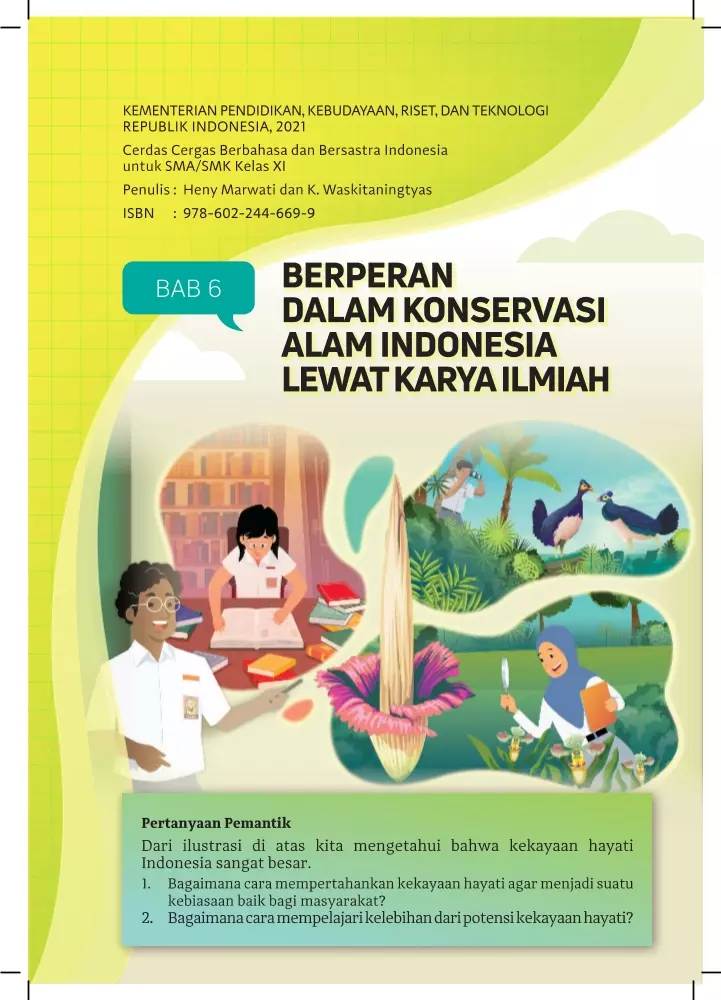 KEMENTERIAN PENDIDIKAN, KEBUDAYAAN, RISET, DAN TEKNOLOGI
REPUBLIK INDONESIA, 2021
Cerdas Cergas Berbahasa dan Bersastra Indonesia
untuk SMA/SMK Kelas XI
Penulis : Heny Marwati dan K. Waskitaningtyas
ISBN : 978-602-244-669-9
BAB 6
BERPERAN
DALAM KONSERVASI
ALAM INDONESIA
LEWAT KARYA ILMIAH
Pertanyaan Pemantik
Dari ilustrasi di atas kita mengetahui bahwa kekayaan hayati
Indonesia sangat besar.
1. Bagaimana cara mempertahankan kekayaan hayati agar menjadi suatu
kebiasaan baik bagi masyarakat?
2. Bagaimana cara mempelajari kelebihan dari potensi kekayaan hayati?